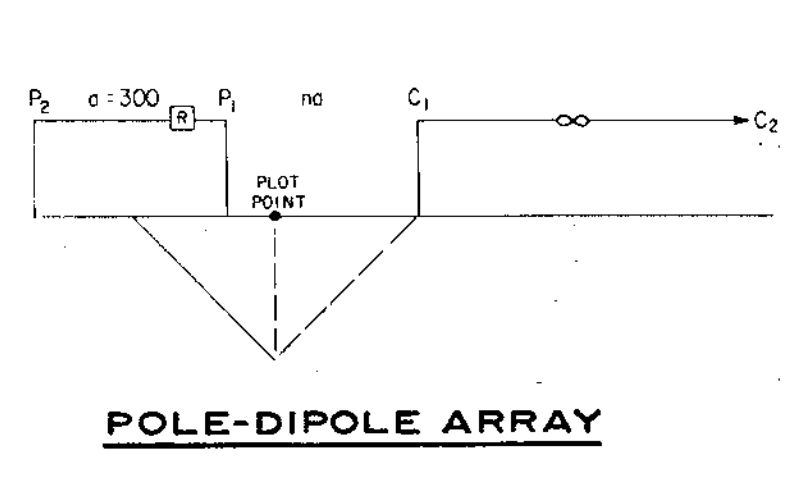 P₂ a = 300 P₁ na C₁
R ∞ C₂
PLOT
POINT
POLE-DIPOLE ARRAY